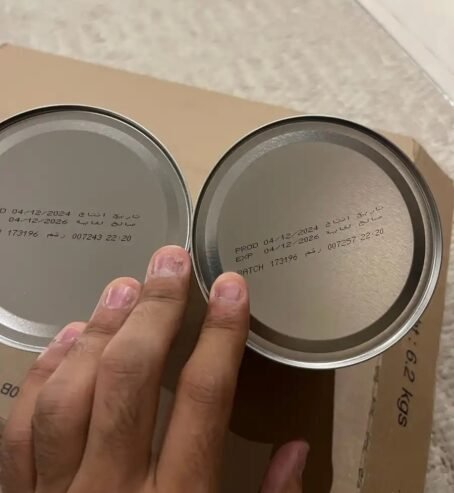 D 04/12/2024 تاريخ انتاج
04/12/2026 صالح لغاية
H 173196 رقم 007243 22:20
PROD 04/12/2024 تاريخ انتاج
EXP 04/12/2026 صالح لغاية
BATCH 173196 رقم 007257 22:20
t: 6.2 kgs
OB